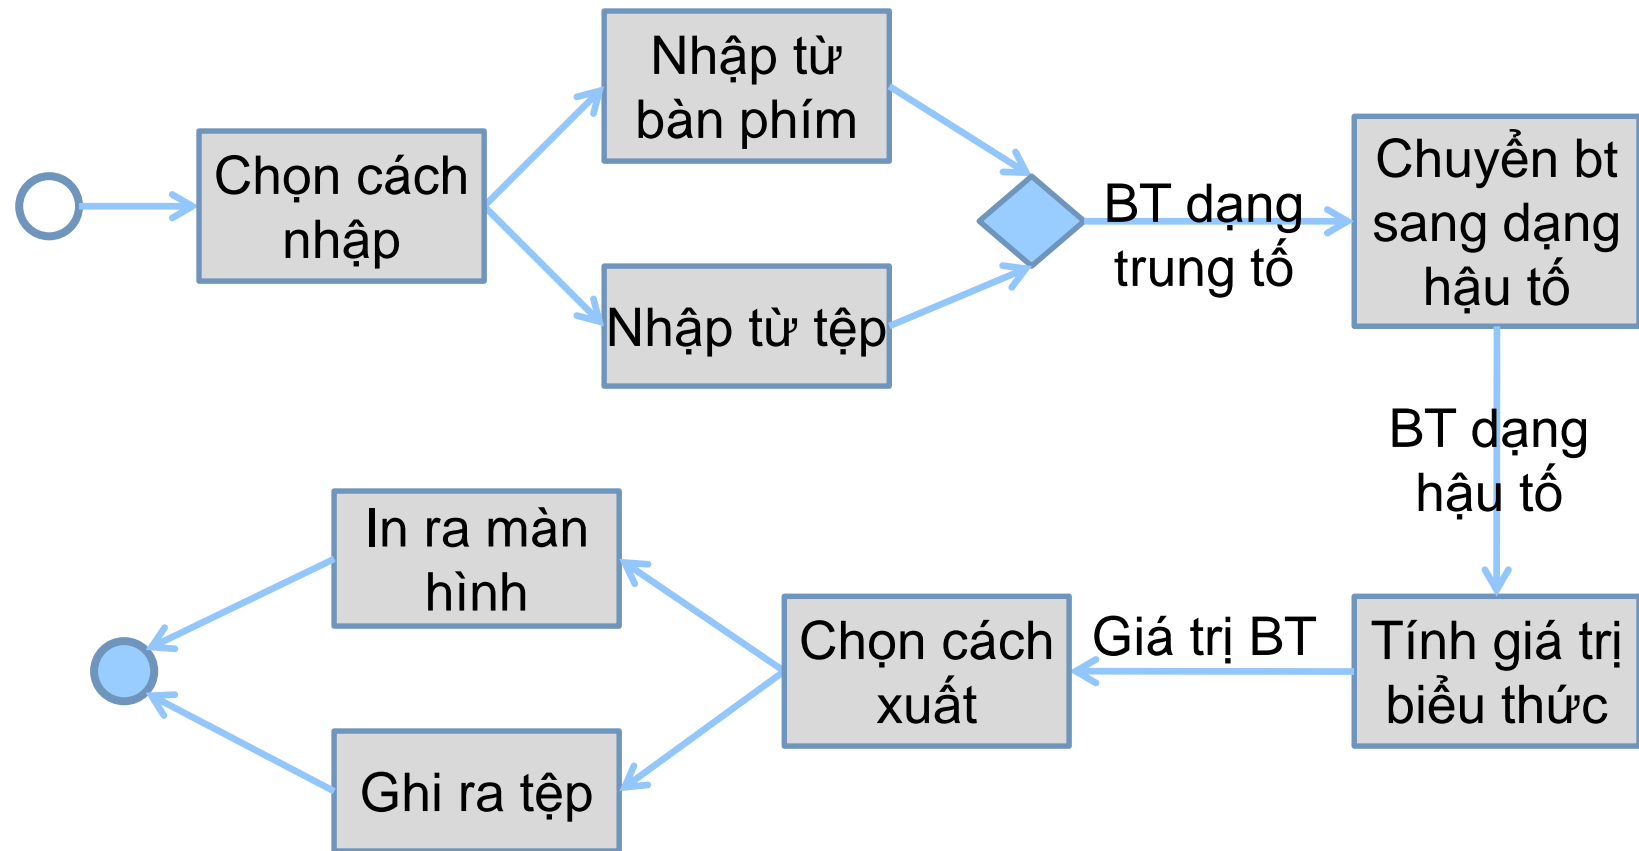 Nhập từ
bàn phím
Chọn cách
nhập
Nhập từ tệp
BT dạng
trung tố
Chuyển bt
sang dạng
hậu tố
BT dạng
hậu tố
Tính giá trị
biểu thức
Giá trị BT
Chọn cách
xuất
In ra màn
hình
Ghi ra tệp